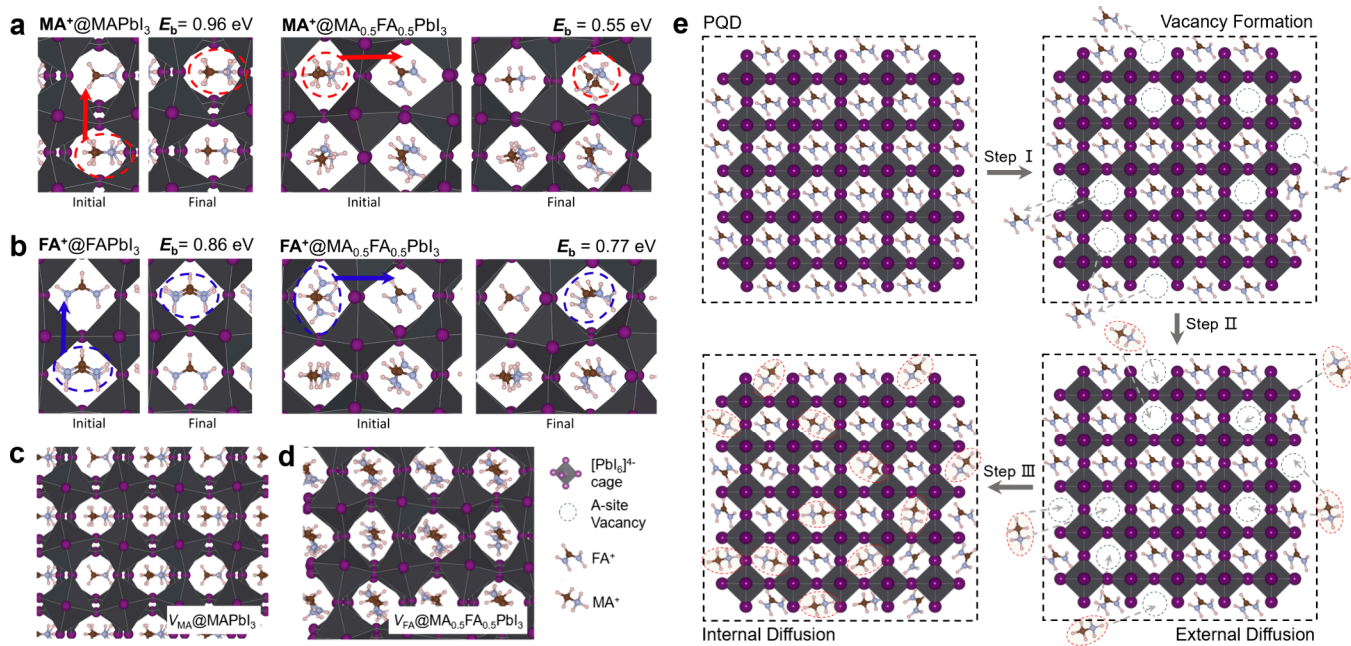 a
MA⁺@MAPbI₃ E_b = 0.96 eV
MA⁺@MA₀.₅FA₀.₅PbI₃ E_b = 0.55 eV
Initial
Final
Initial
Final
b
FA⁺@FAPbI₃ E_b = 0.86 eV
FA⁺@MA₀.₅FA₀.₅PbI₃ E_b = 0.77 eV
Initial
Final
Initial
Final
c
V_MA@MAPbI₃
d
V_FA@MA₀.₅FA₀.₅PbI₃
[PbI₆]⁴⁻
cage
A-site
Vacancy
FA⁺
MA⁺
e
PQD
Vacancy Formation
Step Ⅰ
Step Ⅱ
Step Ⅲ
Internal Diffusion
External Diffusion